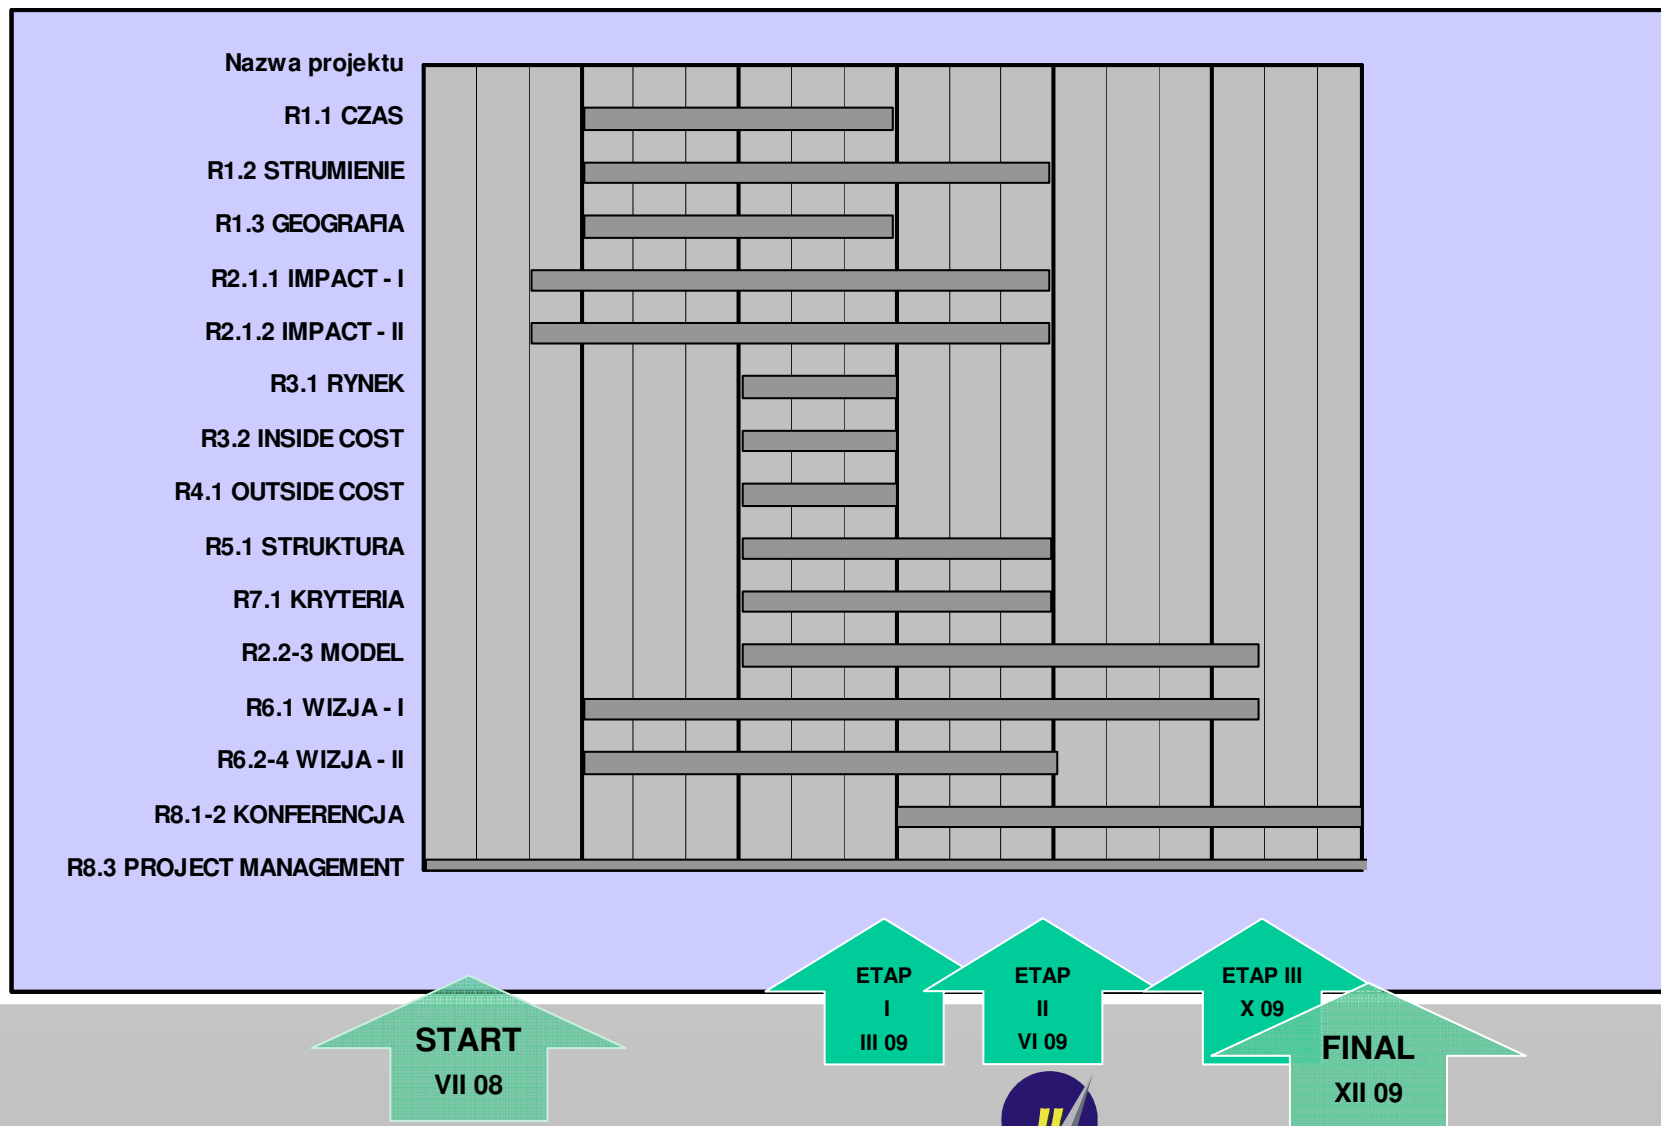 Nazwa projektu
R1.1 CZAS
R1.2 STRUMIENIE
R1.3 GEOGRAFIA
R2.1.1 IMPACT - I
R2.1.2 IMPACT - II
R3.1 RYNEK
R3.2 INSIDE COST
R4.1 OUTSIDE COST
R5.1 STRUKTURA
R7.1 KRYTERIA
R2.2-3 MODEL
R6.1 WIZJA - I
R6.2-4 WIZJA - II
R8.1-2 KONFERENCJA
R8.3 PROJECT MANAGEMENT
START
VII 08
ETAP
I
III 09
ETAP
II
VI 09
ETAP III
X 09
FINAL
XII 09